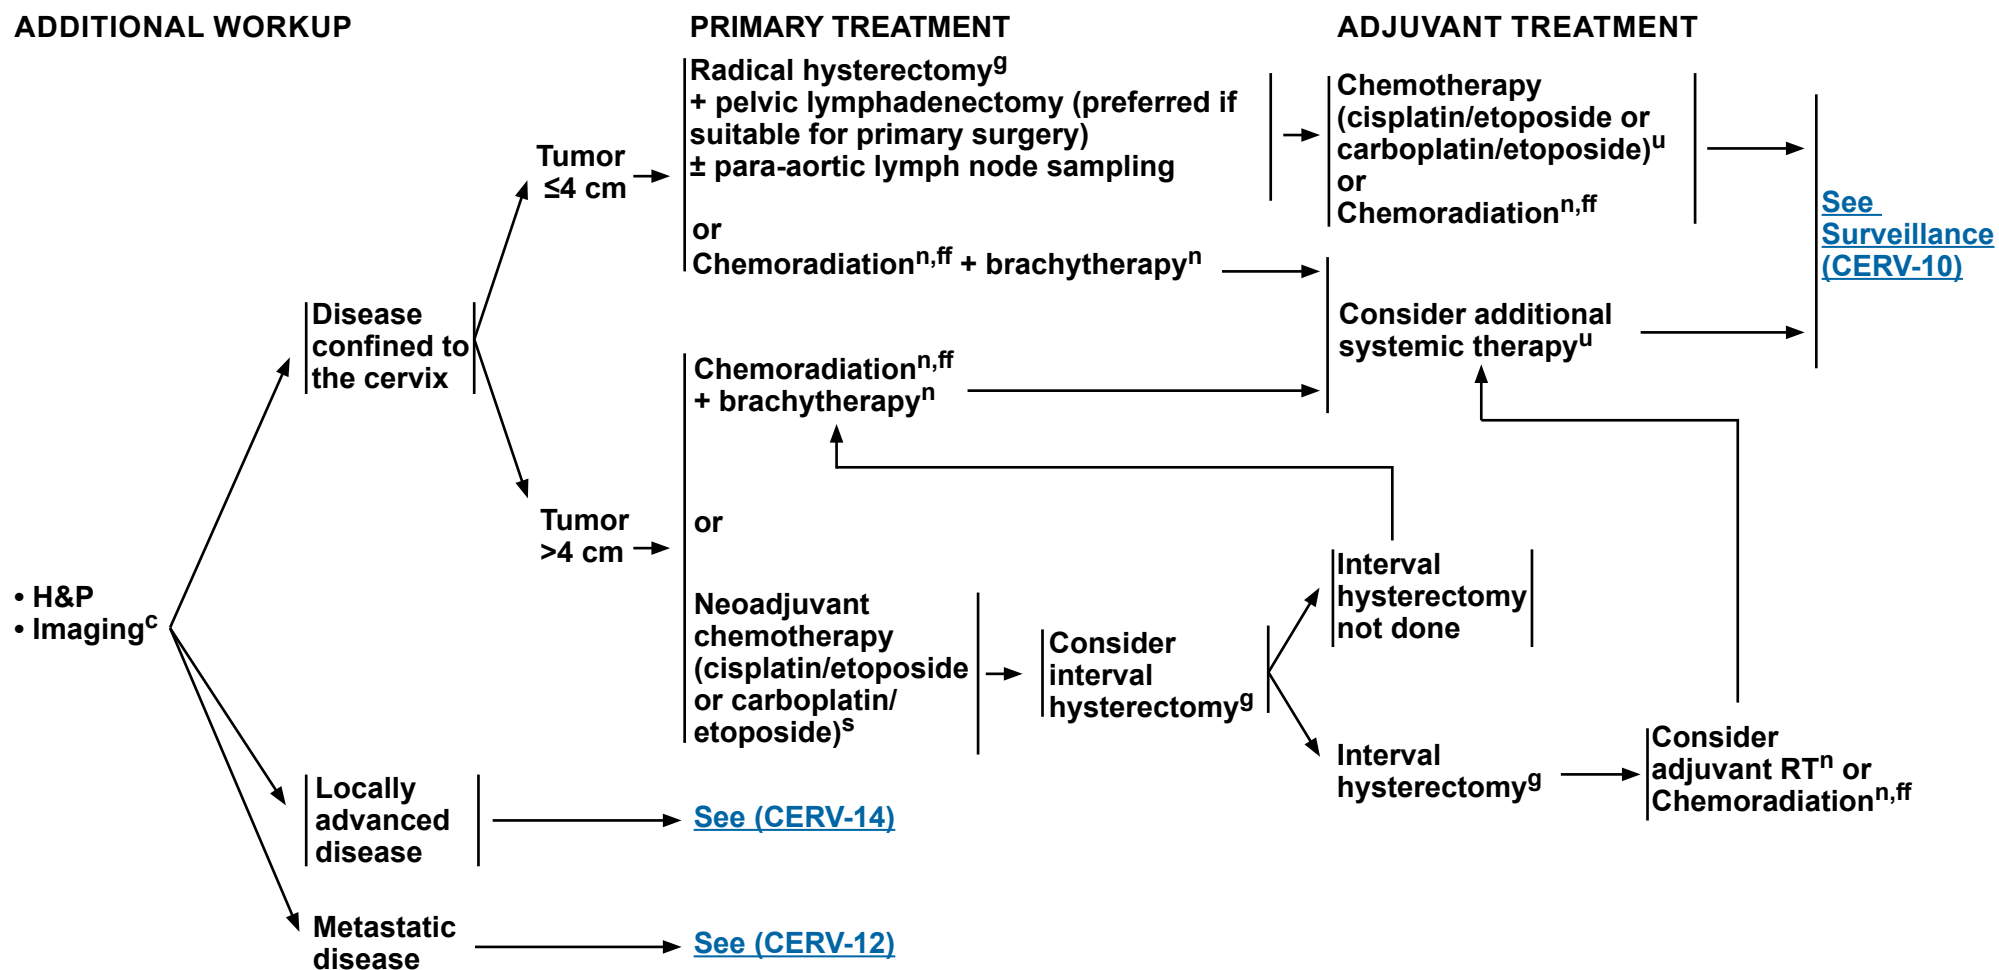 ADDITIONAL WORKUP
PRIMARY TREATMENT
ADJUVANT TREATMENT
Radical hysterectomyg
+ pelvic lymphadenectomy (preferred if
suitable for primary surgery)
± para-aortic lymph node sampling
or
Chemoradiationn,ff + brachytherapyn
Tumor
≤4 cm
Chemotherapy
(cisplatin/etoposide or
carboplatin/etoposide)u
or
Chemoradiationn,ff
See
Surveillance
(CERV-10)
Disease
confined to
the cervix
Consider additional
systemic therapyu
Chemoradiationn,ff
+ brachytherapyn
or
Tumor
>4 cm
Neoadjuvant
chemotherapy
(cisplatin/etoposide
or carboplatin/
etoposide)s
Consider
interval
hysterectomyg
Interval
hysterectomy
not done
Interval
hysterectomyg
Consider
adjuvant RTn or
Chemoradiationn,ff
• H&P
• Imagingc
Locally
advanced
disease
See (CERV-14)
Metastatic
disease
See (CERV-12)